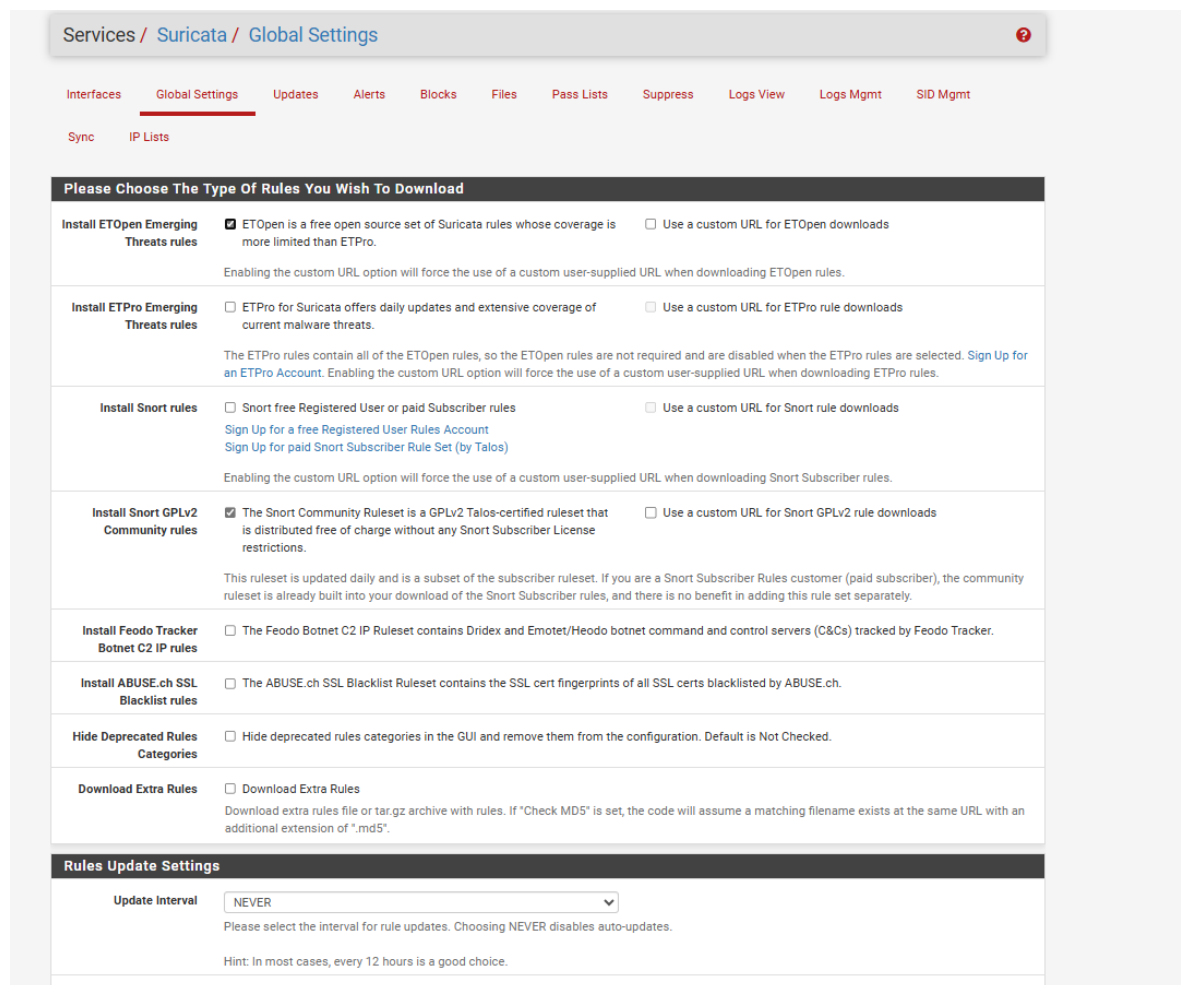 Services / Suricata / Global Settings
Interfaces Global Settings Updates Alerts Blocks Files Pass Lists Suppress Logs View Logs Mgmt SID Mgmt
Sync IP Lists
Please Choose The Type Of Rules You Wish To Download
Install ETOpen Emerging Threats rules
ETOpen is a free open source set of Suricata rules whose coverage is
more limited than ETPro.
Use a custom URL for ETOpen downloads
Enabling the custom URL option will force the use of a custom user-supplied URL when downloading ETOpen rules.
Install ETPro Emerging Threats rules
ETPro for Suricata offers daily updates and extensive coverage of
current malware threats.
Use a custom URL for ETPro rule downloads
The ETPro rules contain all of the ETOpen rules, so the ETOpen rules are not required and are disabled when the ETPro rules are selected. Sign Up for
an ETPro Account. Enabling the custom URL option will force the use of a custom user-supplied URL when downloading ETPro rules.
Install Snort rules
Snort free Registered User or paid Subscriber rules
Use a custom URL for Snort rule downloads
Sign Up for a free Registered User Rules Account
Sign Up for paid Snort Subscriber Rule Set (by Talos)
Enabling the custom URL option will force the use of a custom user-supplied URL when downloading Snort Subscriber rules.
Install Snort GPLv2
Community rules
The Snort Community Ruleset is a GPLv2 Talos-certified ruleset that
is distributed free of charge without any Snort Subscriber License
restrictions.
Use a custom URL for Snort GPLv2 rule downloads
This ruleset is updated daily and is a subset of the subscriber ruleset. If you are a Snort Subscriber Rules customer (paid subscriber), the community
ruleset is already built into your download of the Snort Subscriber rules, and there is no benefit in adding this rule set separately.
Install Feodo Tracker
Botnet C2 IP rules
The Feodo Botnet C2 IP Ruleset contains Dridex and Emotet/Heodo botnet command and control servers (C&Cs) tracked by Feodo Tracker.
Install ABUSE.ch SSL
Blacklist rules
The ABUSE.ch SSL Blacklist Ruleset contains the SSL cert fingerprints of all SSL certs blacklisted by ABUSE.ch.
Hide Deprecated Rules
Categories
Hide deprecated rules categories in the GUI and remove them from the configuration. Default is Not Checked.
Download Extra Rules
Download Extra Rules
Download extra rules file or tar.gz archive with rules. If "Check MD5" is set, the code will assume a matching filename exists at the same URL with an
additional extension of ".md5".
Rules Update Settings
Update Interval
NEVER
Please select the interval for rule updates. Choosing NEVER disables auto-updates.
Hint: In most cases, every 12 hours is a good choice.